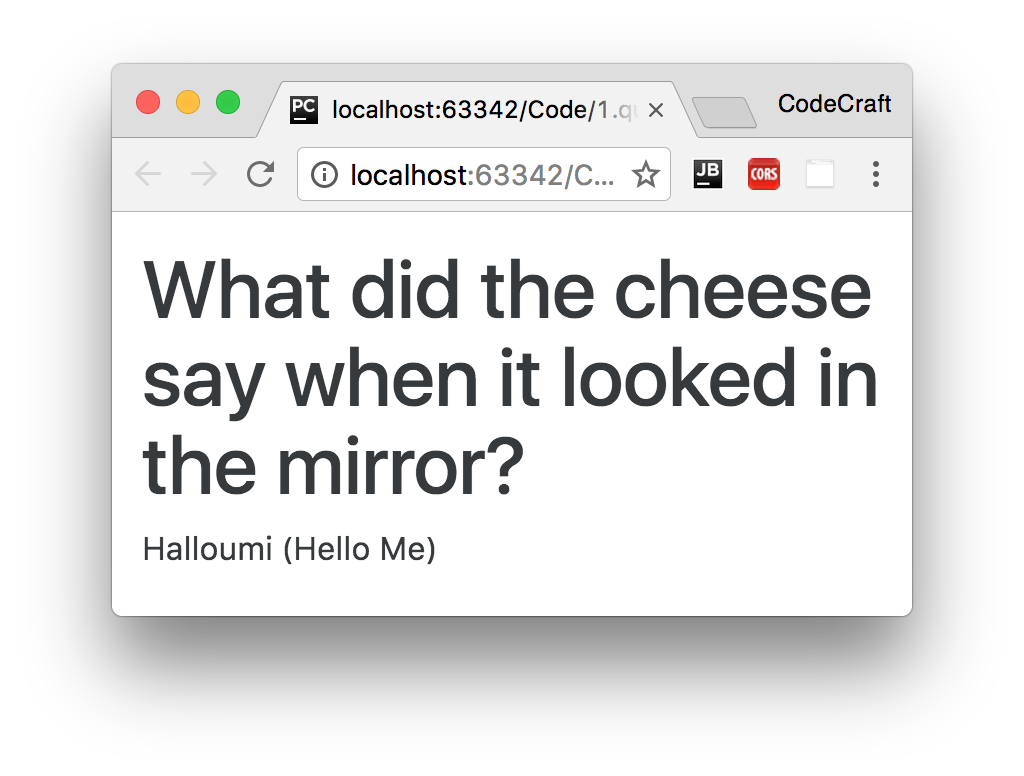 PC localhost:63342/Code/1.qu CodeCraft
localhost:63342/C... JB CORS
What did the cheese
say when it looked in
the mirror?
Halloumi (Hello Me)